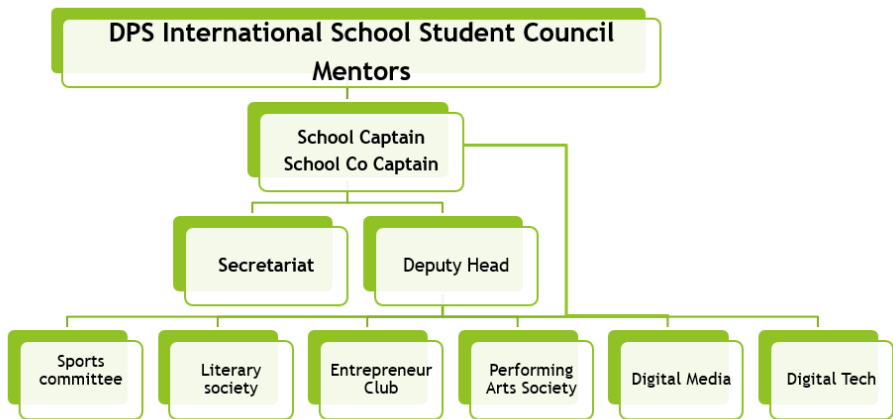 DPS International School Student Council
Mentors
School Captain
School Co Captain
Secretariat
Deputy Head
Sports
committee
Literary
society
Entrepreneur
Club
Performing
Arts Society
Digital Media
Digital Tech